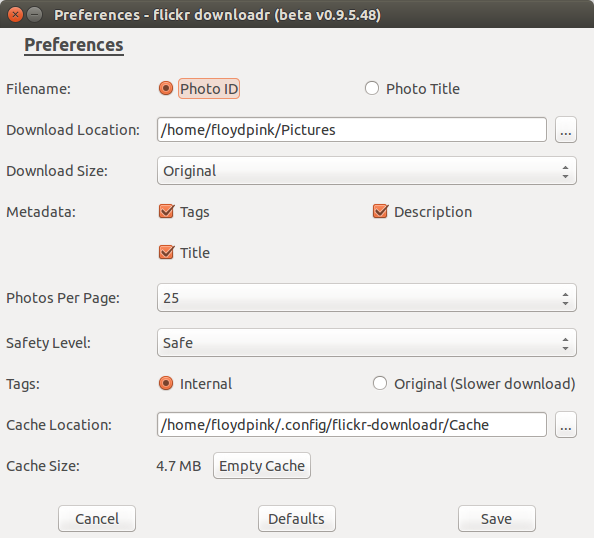 Preferences - flickr downloadr (beta v0.9.5.48)
Preferences
Filename: Photo ID Photo Title
Download Location: /home/floydpink/Pictures ...
Download Size: Original
Metadata: Tags Description
Title
Photos Per Page: 25
Safety Level: Safe
Tags: Internal Original (Slower download)
Cache Location: /home/floydpink/.config/flickr-downloadr/Cache ...
Cache Size: 4.7 MB Empty Cache
Cancel Defaults Save